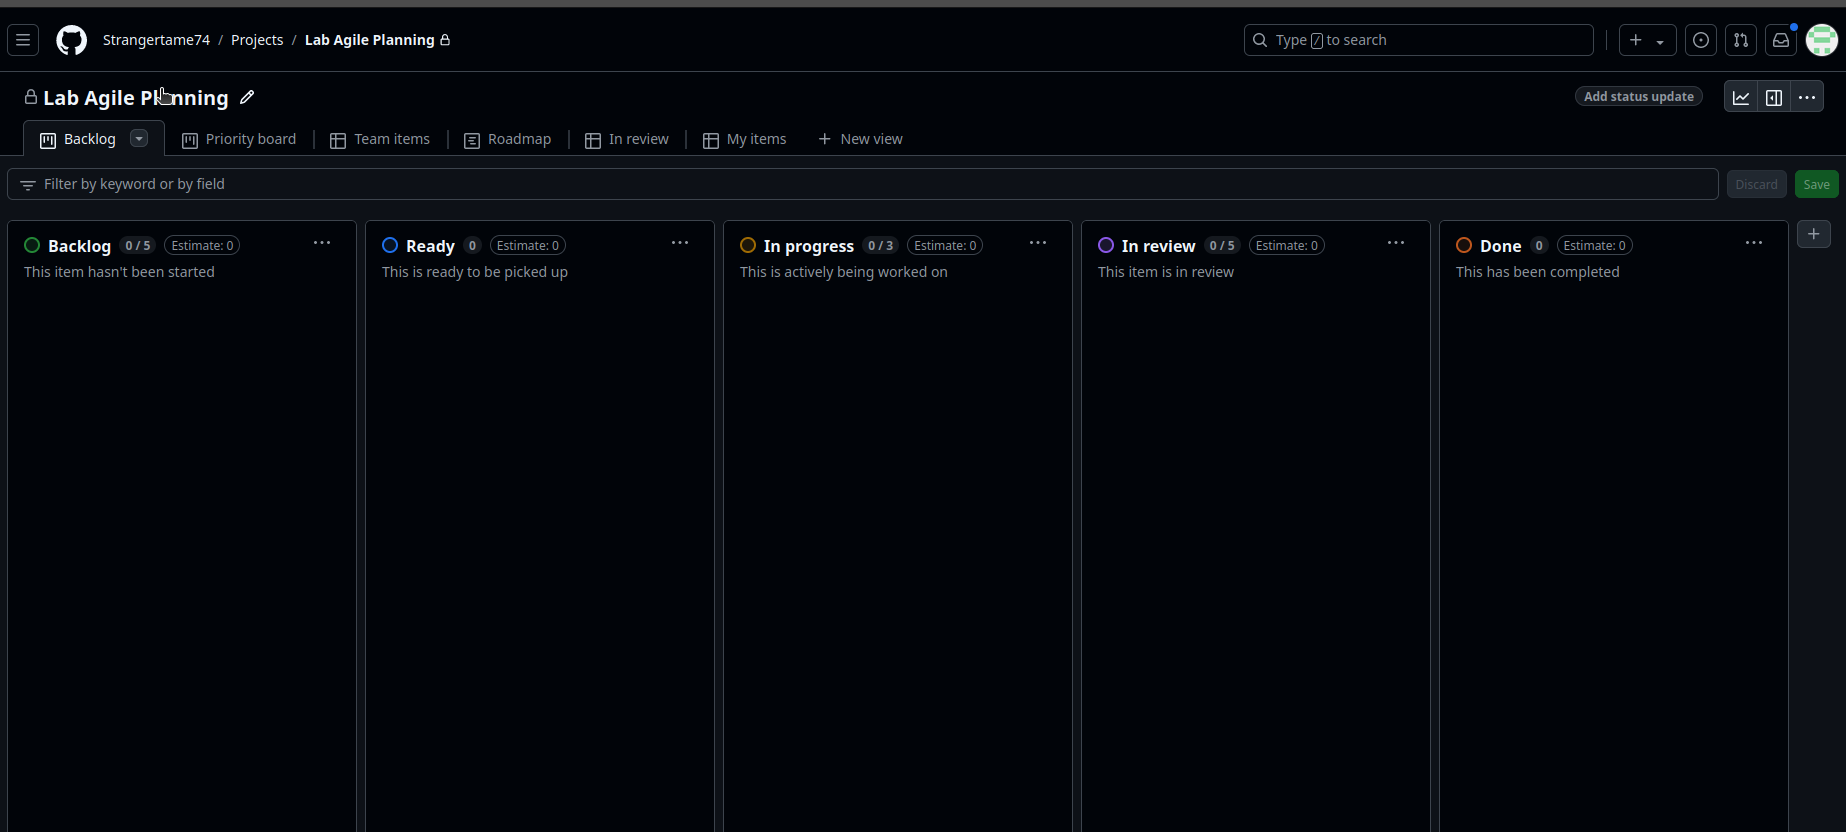 Strangertame74 / Projects / Lab Agile Planning
Type / to search
Lab Agile Planning
Add status update
Backlog
Priority board
Team items
Roadmap
In review
My items
New view
Filter by keyword or by field
Discard
Save
Backlog 0 / 5 Estimate: 0
This item hasn't been started
Ready 0 Estimate: 0
This is ready to be picked up
In progress 0 / 3 Estimate: 0
This is actively being worked on
In review 0 / 5 Estimate: 0
This item is in review
Done 0 Estimate: 0
This has been completed